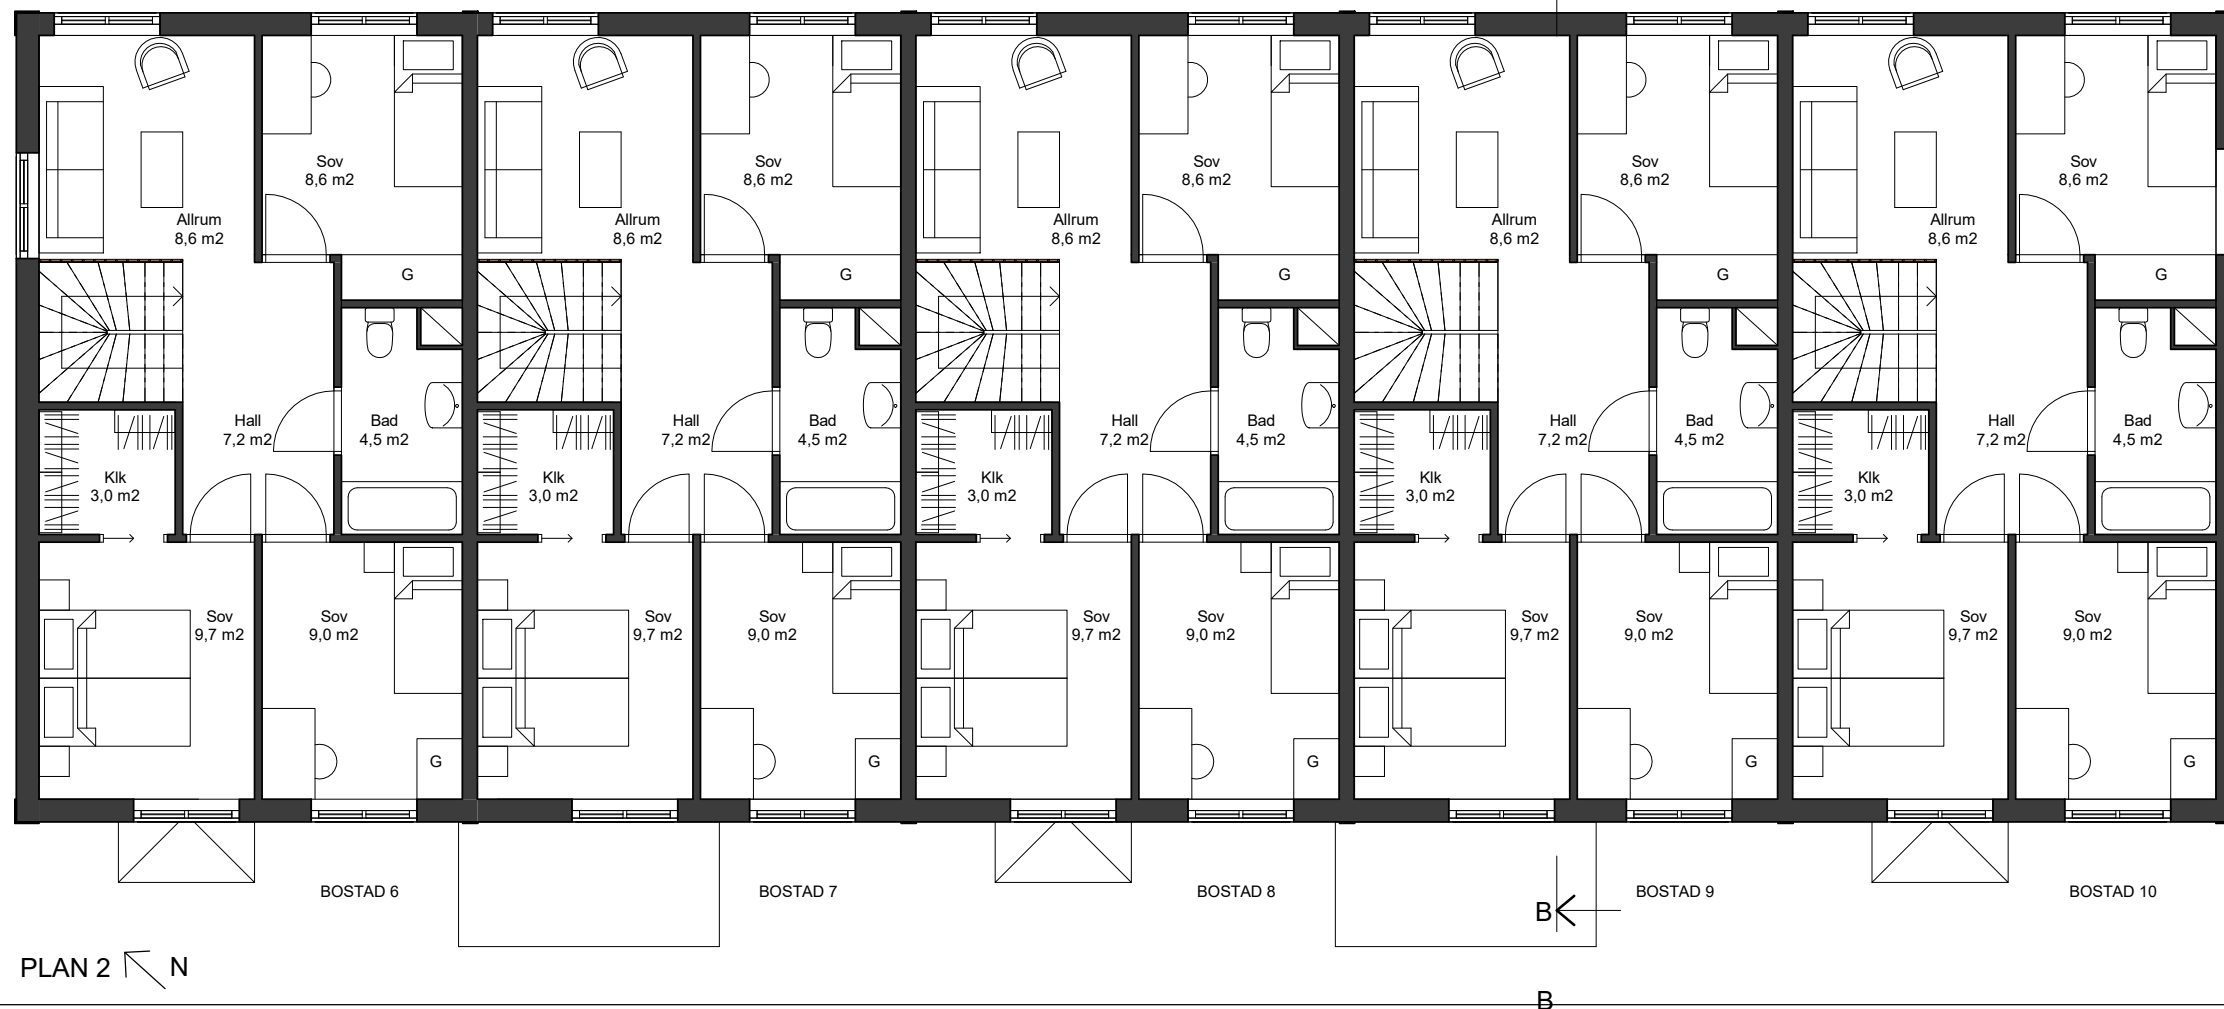 Sov
8,6 m2
Sov
8,6 m2
Sov
8,6 m2
Sov
8,6 m2
Sov
8,6 m2
Allrum
8,6 m2
Allrum
8,6 m2
Allrum
8,6 m2
Allrum
8,6 m2
Allrum
8,6 m2
G
G
G
G
G
Hall
7,2 m2
Bad
4,5 m2
Hall
7,2 m2
Bad
4,5 m2
Hall
7,2 m2
Bad
4,5 m2
Hall
7,2 m2
Bad
4,5 m2
Hall
7,2 m2
Bad
4,5 m2
Klk
3,0 m2
Klk
3,0 m2
Klk
3,0 m2
Klk
3,0 m2
Klk
3,0 m2
Sov
9,7 m2
Sov
9,0 m2
Sov
9,7 m2
Sov
9,0 m2
Sov
9,7 m2
Sov
9,0 m2
Sov
9,7 m2
Sov
9,0 m2
Sov
9,7 m2
Sov
9,0 m2
G
G
G
G
G
BOSTAD 6
BOSTAD 7
BOSTAD 8
BOSTAD 9
BOSTAD 10
B
PLAN 2 N
B